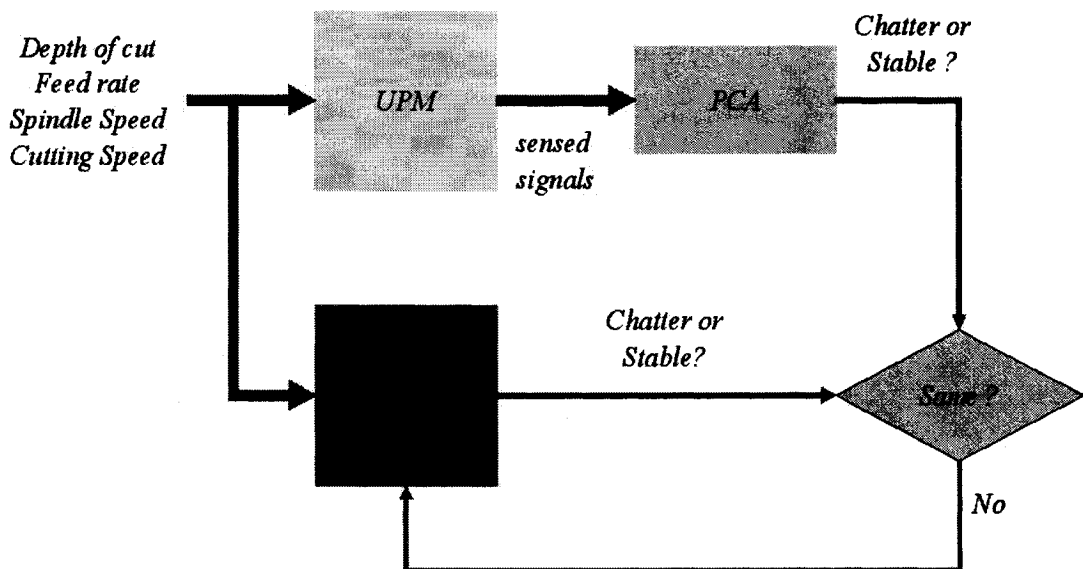 Depth of cut
Feed rate
Spindle Speed
Cutting Speed
UPM
sensed
signals
PCA
Chatter or
Stable ?
Chatter or
Stable?
Same ?
No